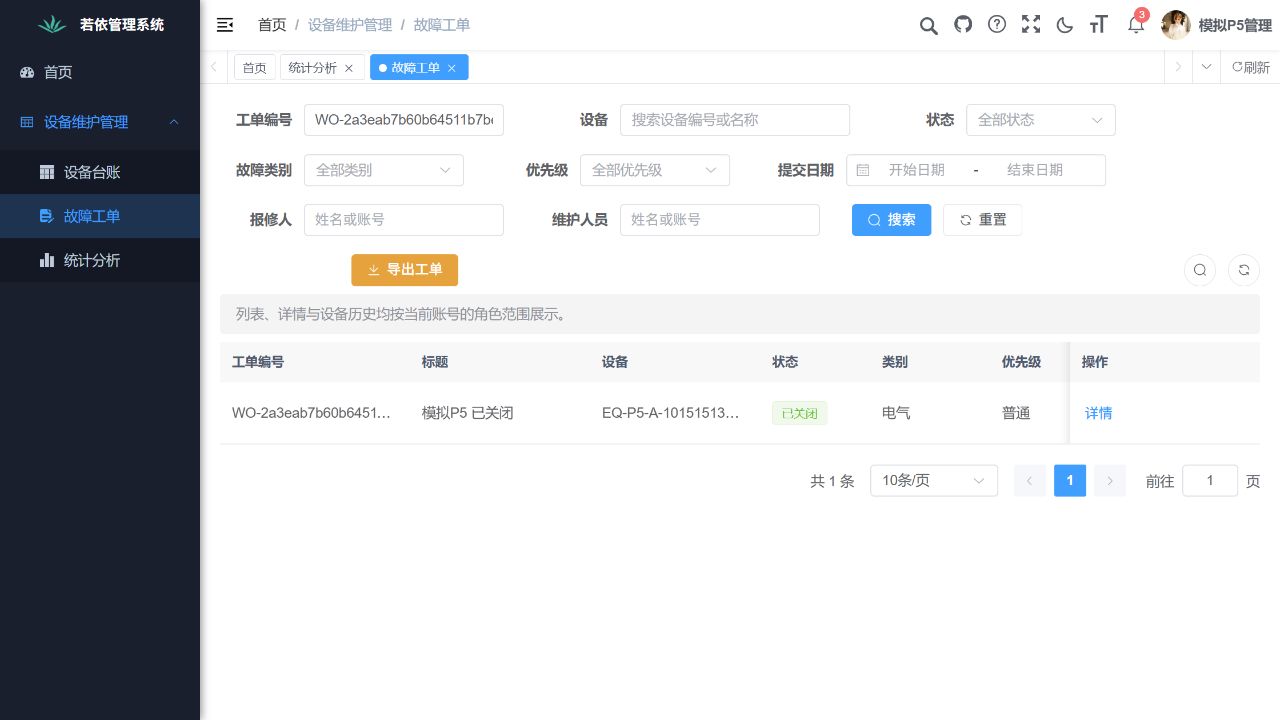 若依管理系统
首页 / 设备维护管理 / 故障工单
3
模拟P5管理
首页
统计分析
故障工单
刷新
首页
设备维护管理
设备台账
故障工单
统计分析
工单编号 WO-2a3eab7b60b64511b7b
设备 搜索设备编号或名称
状态 全部状态
故障类别 全部类别
优先级 全部优先级
提交日期 开始日期 - 结束日期
报修人 姓名或账号
维护人员 姓名或账号
搜索
重置
导出工单
列表、详情与设备历史均按当前账号的角色范围展示。
工单编号 标题 设备 状态 类别 优先级 操作
WO-2a3eab7b60b6451... 模拟P5 已关闭 EQ-P5-A-10151513... 已关闭 电气 普通 详情
共 1 条 10条/页 1 前往 1 页